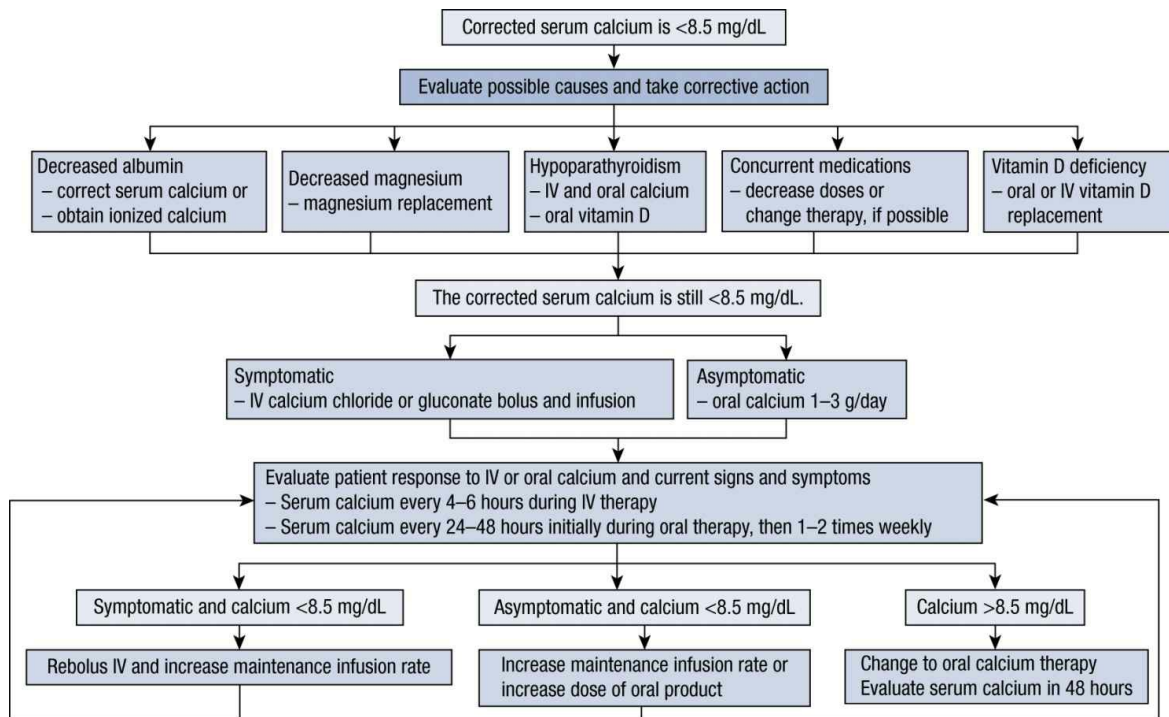 Corrected serum calcium is <8.5 mg/dL
Evaluate possible causes and take corrective action
Decreased albumin
– correct serum calcium or
– obtain ionized calcium
Decreased magnesium
– magnesium replacement
Hypoparathyroidism
– IV and oral calcium
– oral vitamin D
Concurrent medications
– decrease doses or
change therapy, if possible
Vitamin D deficiency
– oral or IV vitamin D
replacement
The corrected serum calcium is still <8.5 mg/dL.
Symptomatic
– IV calcium chloride or gluconate bolus and infusion
Asymptomatic
– oral calcium 1–3 g/day
Evaluate patient response to IV or oral calcium and current signs and symptoms
– Serum calcium every 4–6 hours during IV therapy
– Serum calcium every 24–48 hours initially during oral therapy, then 1–2 times weekly
Symptomatic and calcium <8.5 mg/dL
Rebolus IV and increase maintenance infusion rate
Asymptomatic and calcium <8.5 mg/dL
Increase maintenance infusion rate or
increase dose of oral product
Calcium >8.5 mg/dL
Change to oral calcium therapy
Evaluate serum calcium in 48 hours